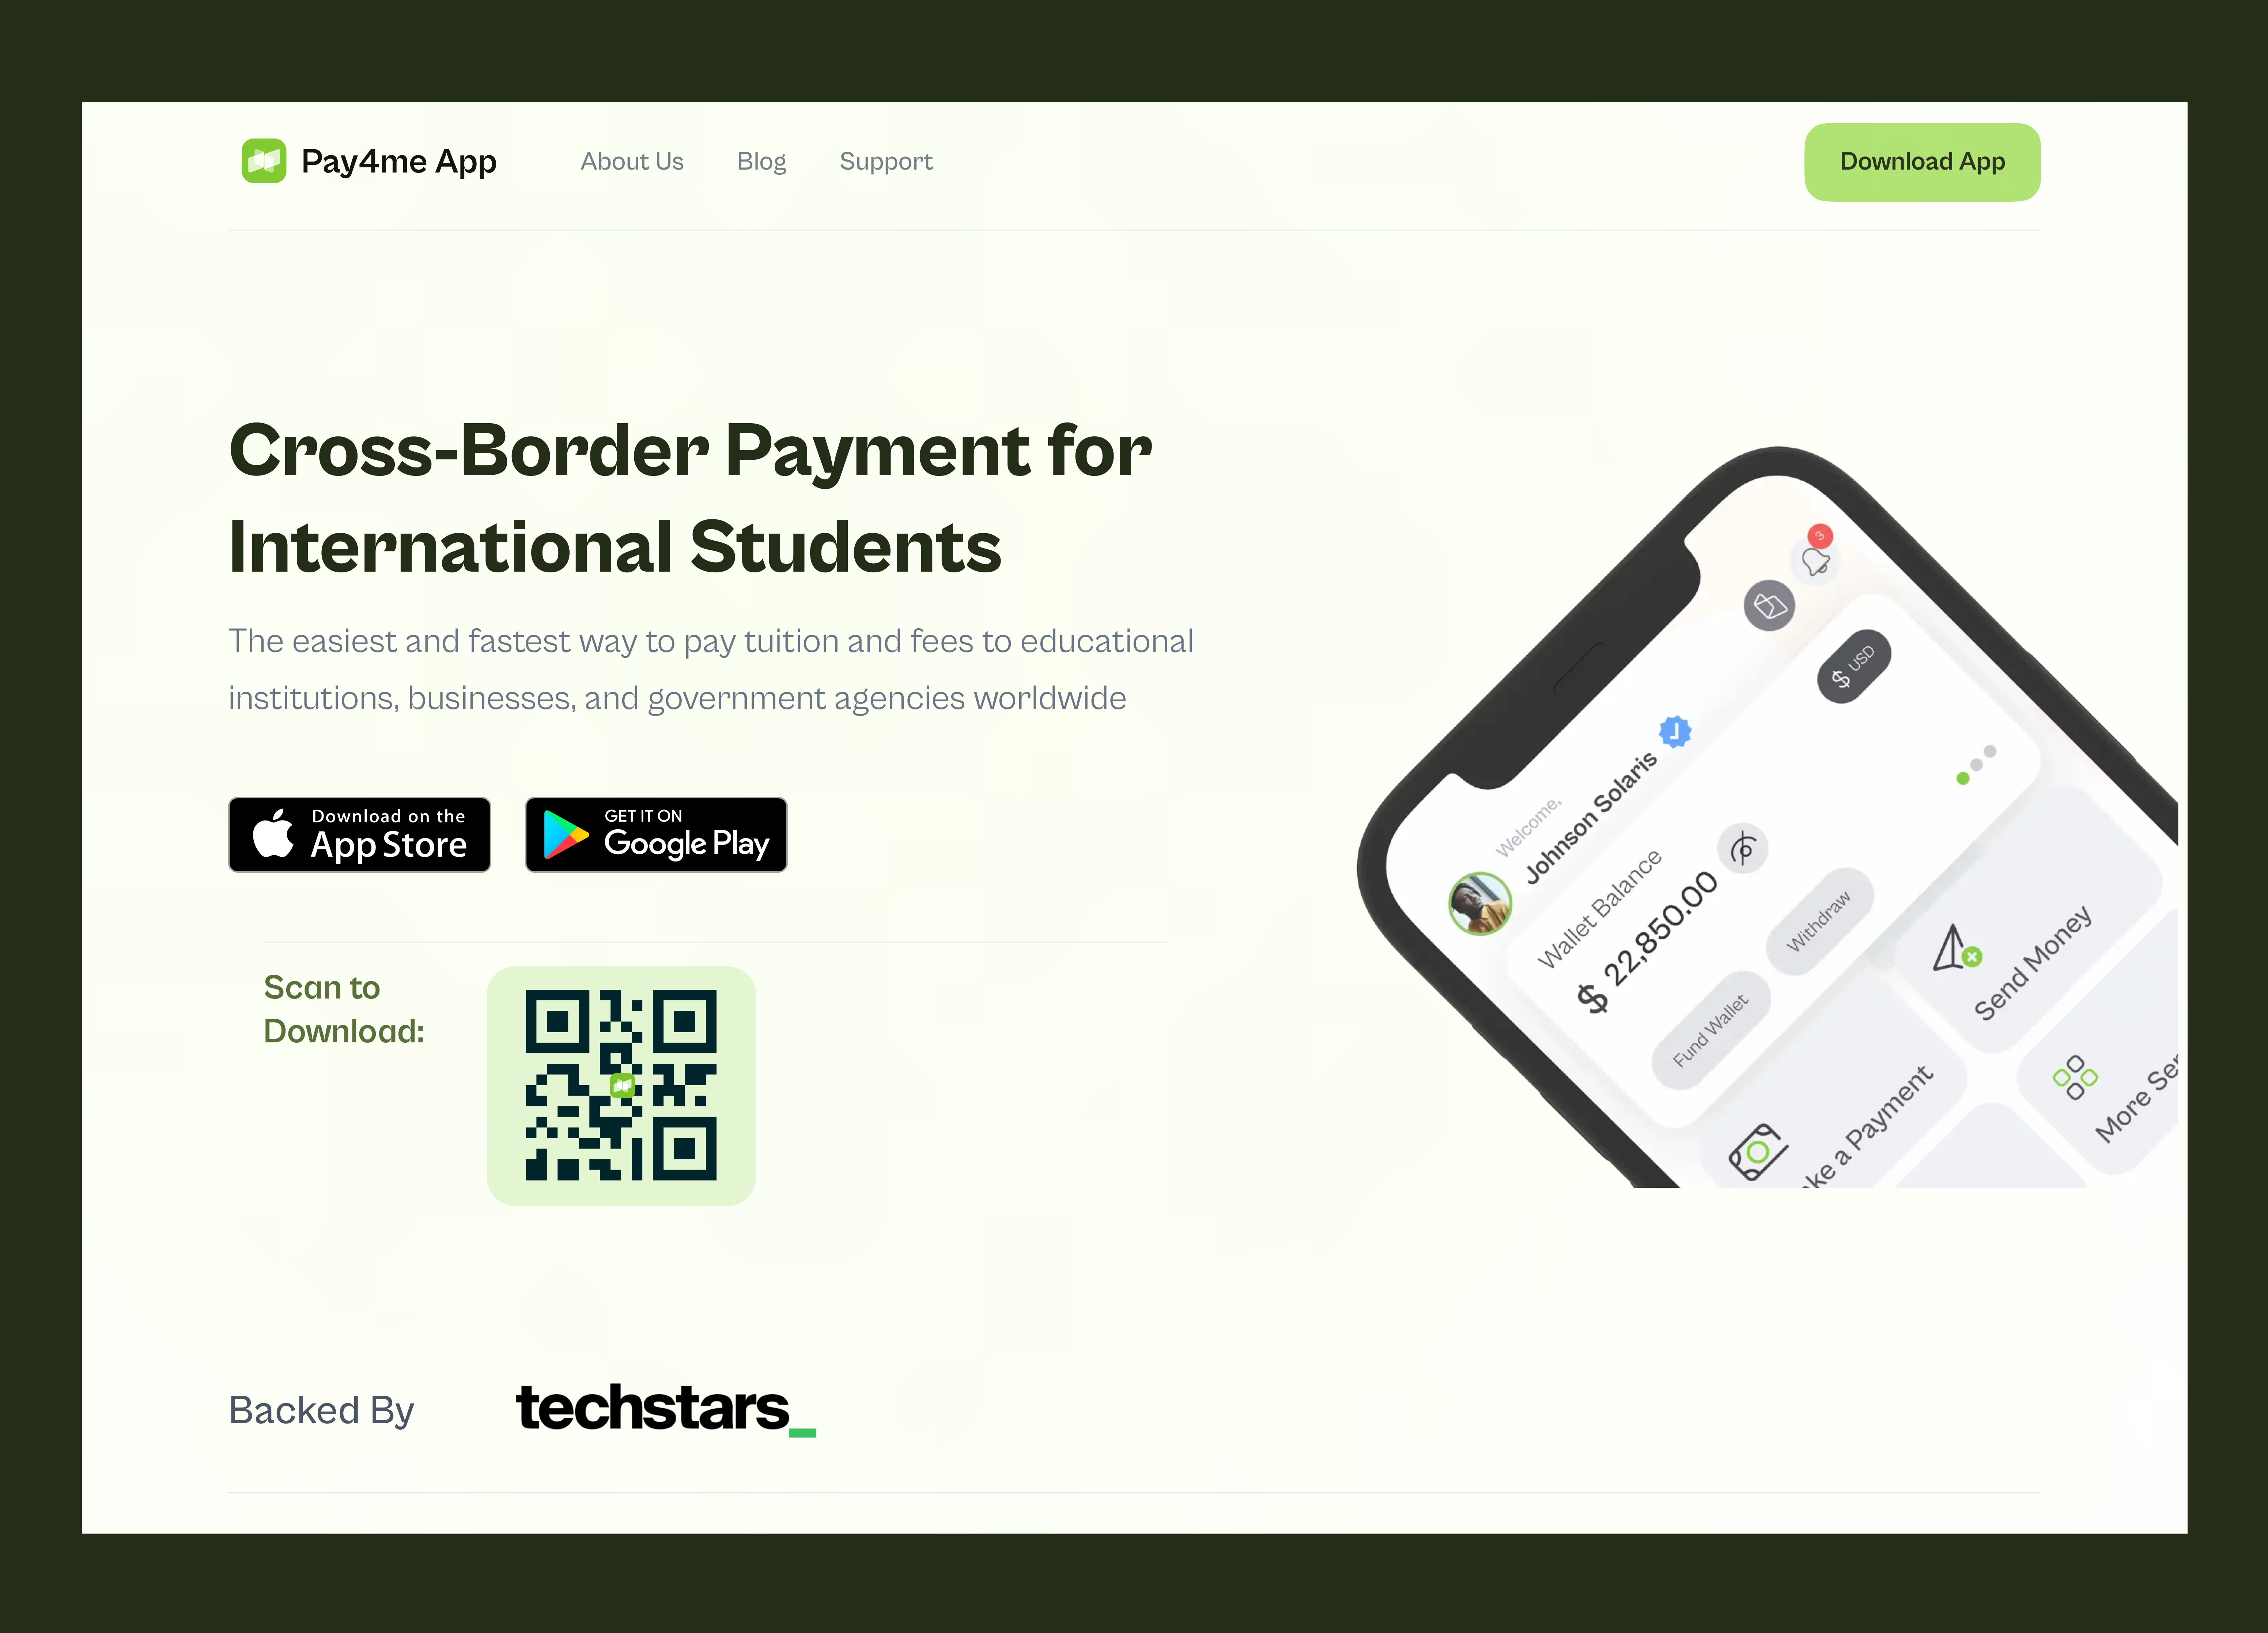 Pay4me App
About Us
Blog
Support
Download App
Cross-Border Payment for
International Students
The easiest and fastest way to pay tuition and fees to educational
institutions, businesses, and government agencies worldwide
Download on the
App Store
GET IT ON
Google Play
Scan to
Download:
3
$ USD
Welcome,
Johnson Solaris
Wallet Balance
$ 22,850.00
Fund Wallet
Withdraw
Send Money
ke a Payment
More Ser
Backed By
techstars_